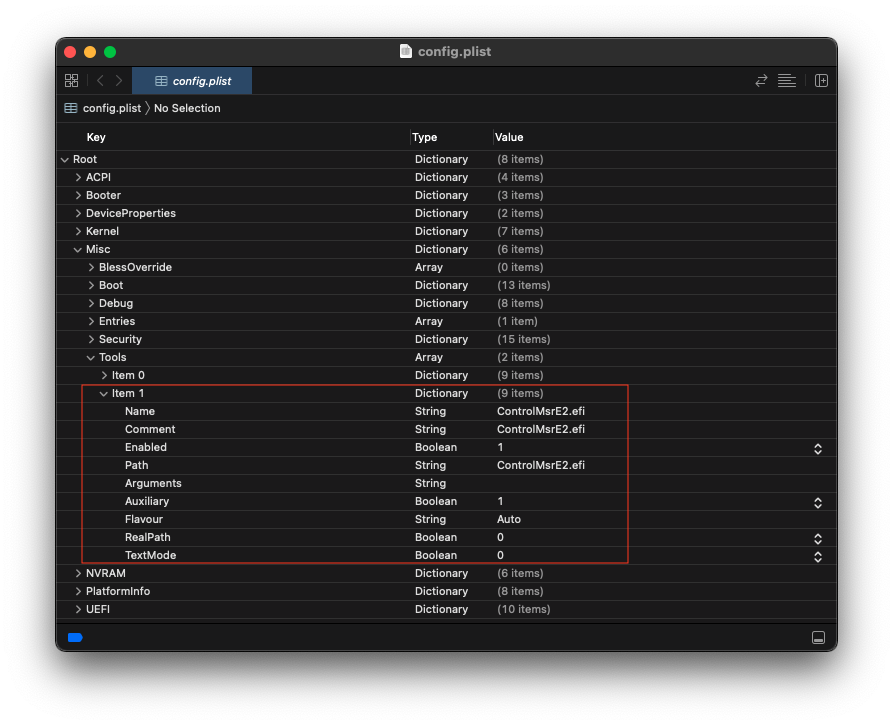 config.plist
config.plist
config.plist No Selection
Key Type Value
Root Dictionary (8 items)
ACPI Dictionary (4 items)
Booter Dictionary (3 items)
DeviceProperties Dictionary (2 items)
Kernel Dictionary (7 items)
Misc Dictionary (6 items)
BlessOverride Array (0 items)
Boot Dictionary (13 items)
Debug Dictionary (8 items)
Entries Array (1 item)
Security Dictionary (15 items)
Tools Array (2 items)
Item 0 Dictionary (9 items)
Item 1 Dictionary (9 items)
Name String ControlMsrE2.efi
Comment String ControlMsrE2.efi
Enabled Boolean 1
Path String ControlMsrE2.efi
Arguments String
Auxiliary Boolean 1
Flavour String Auto
RealPath Boolean 0
TextMode Boolean 0
NVRAM Dictionary (6 items)
PlatformInfo Dictionary (8 items)
UEFI Dictionary (10 items)